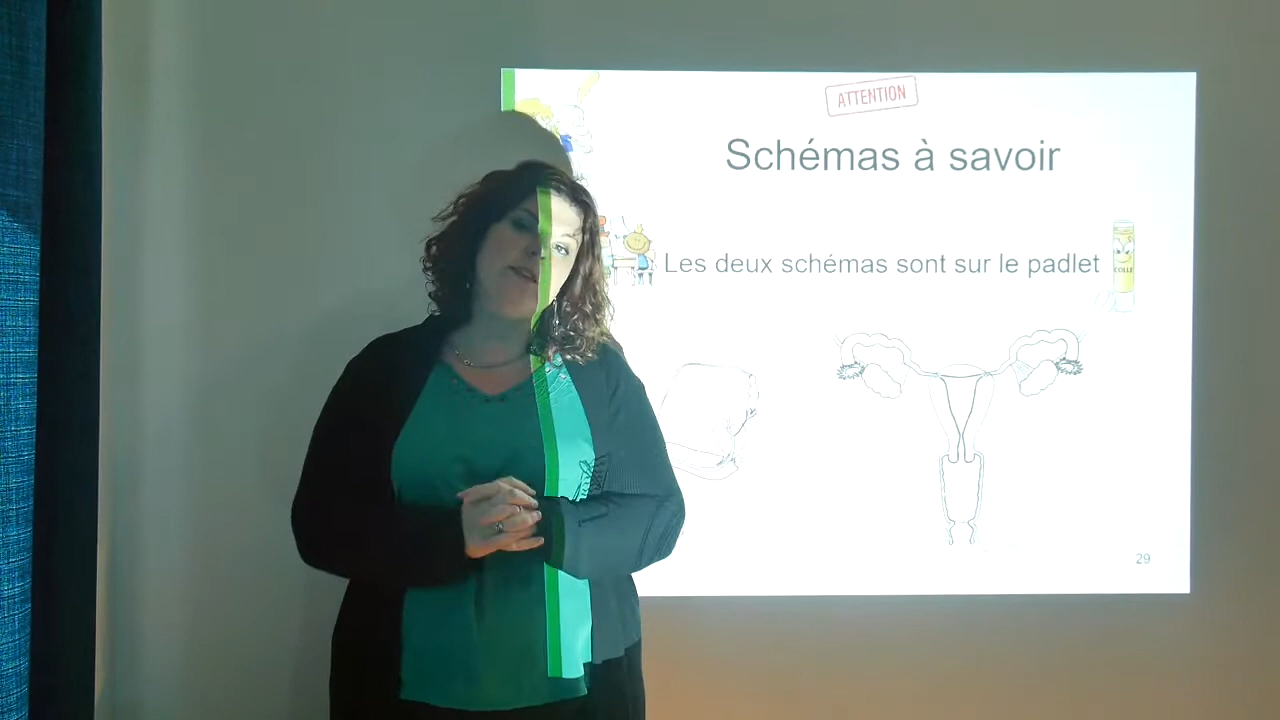 ATTENTION
Schémas à savoir
Les deux schémas sont sur le padlet
COLLE
29